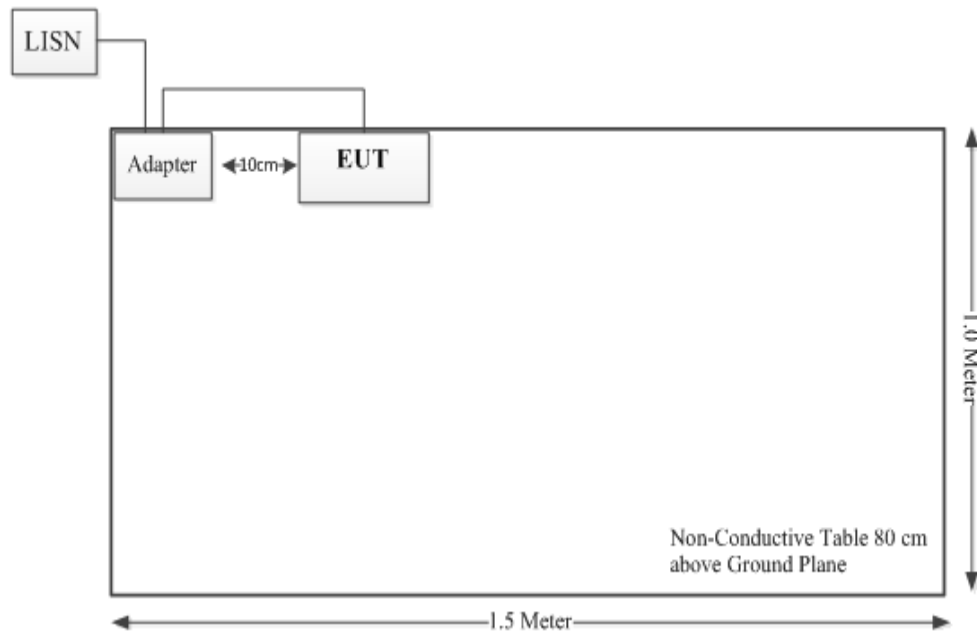 LISN
Adapter
10cm
EUT
1.0 Meter
Non-Conductive Table 80 cm
above Ground Plane
1.5 Meter